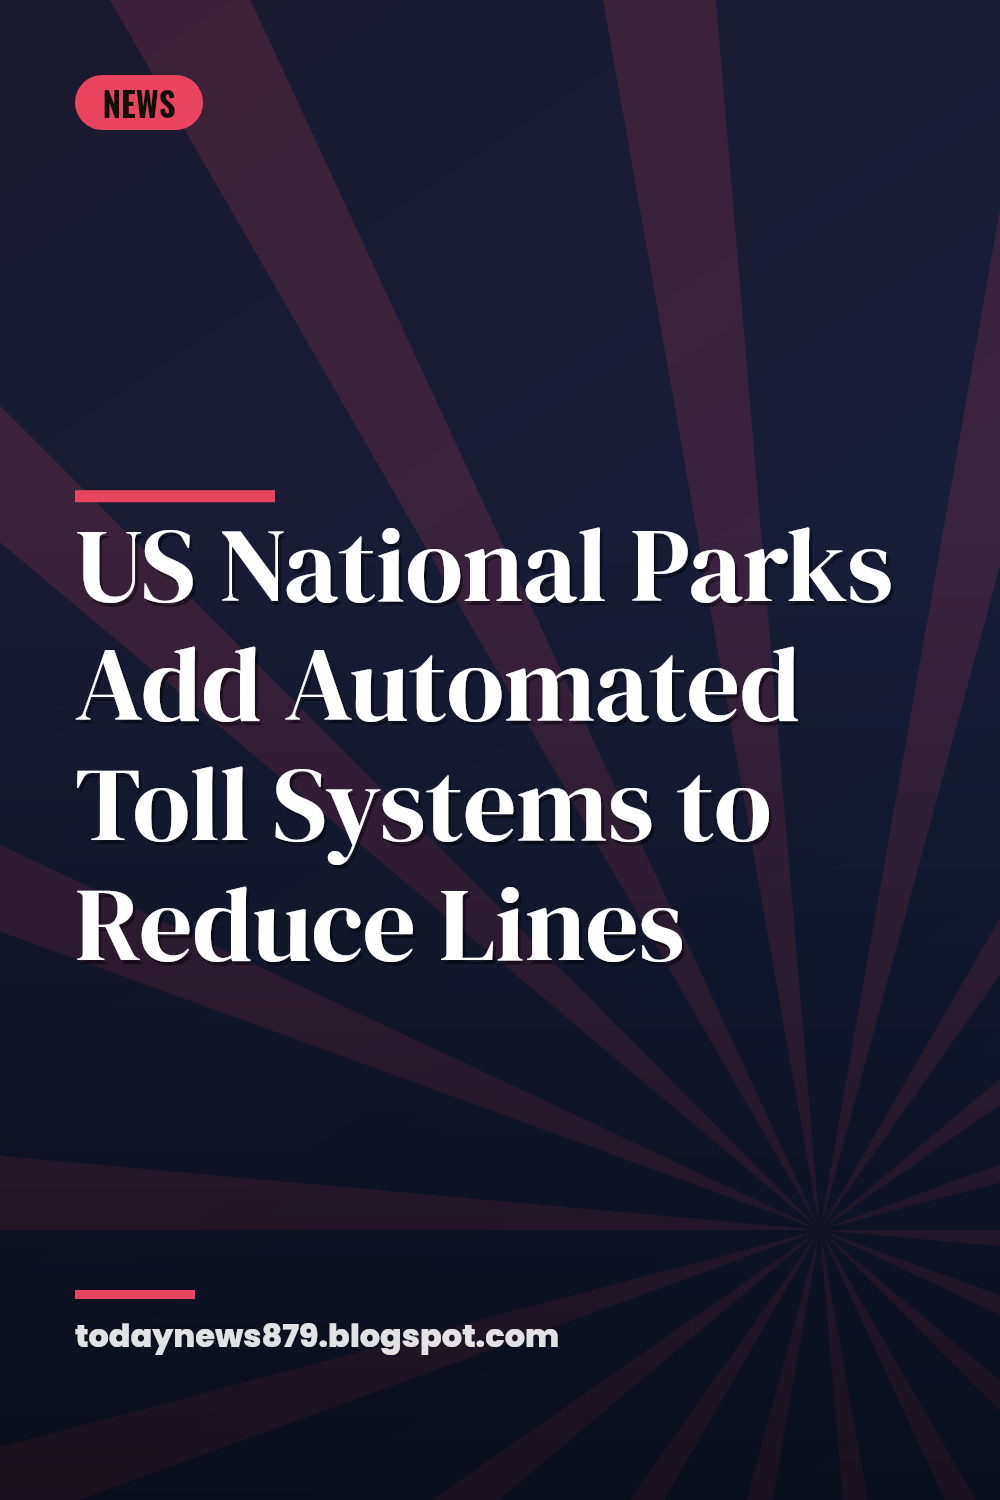 NEWS
US National Parks
Add Automated
Toll Systems to
Reduce Lines
todaynews879.blogspot.com